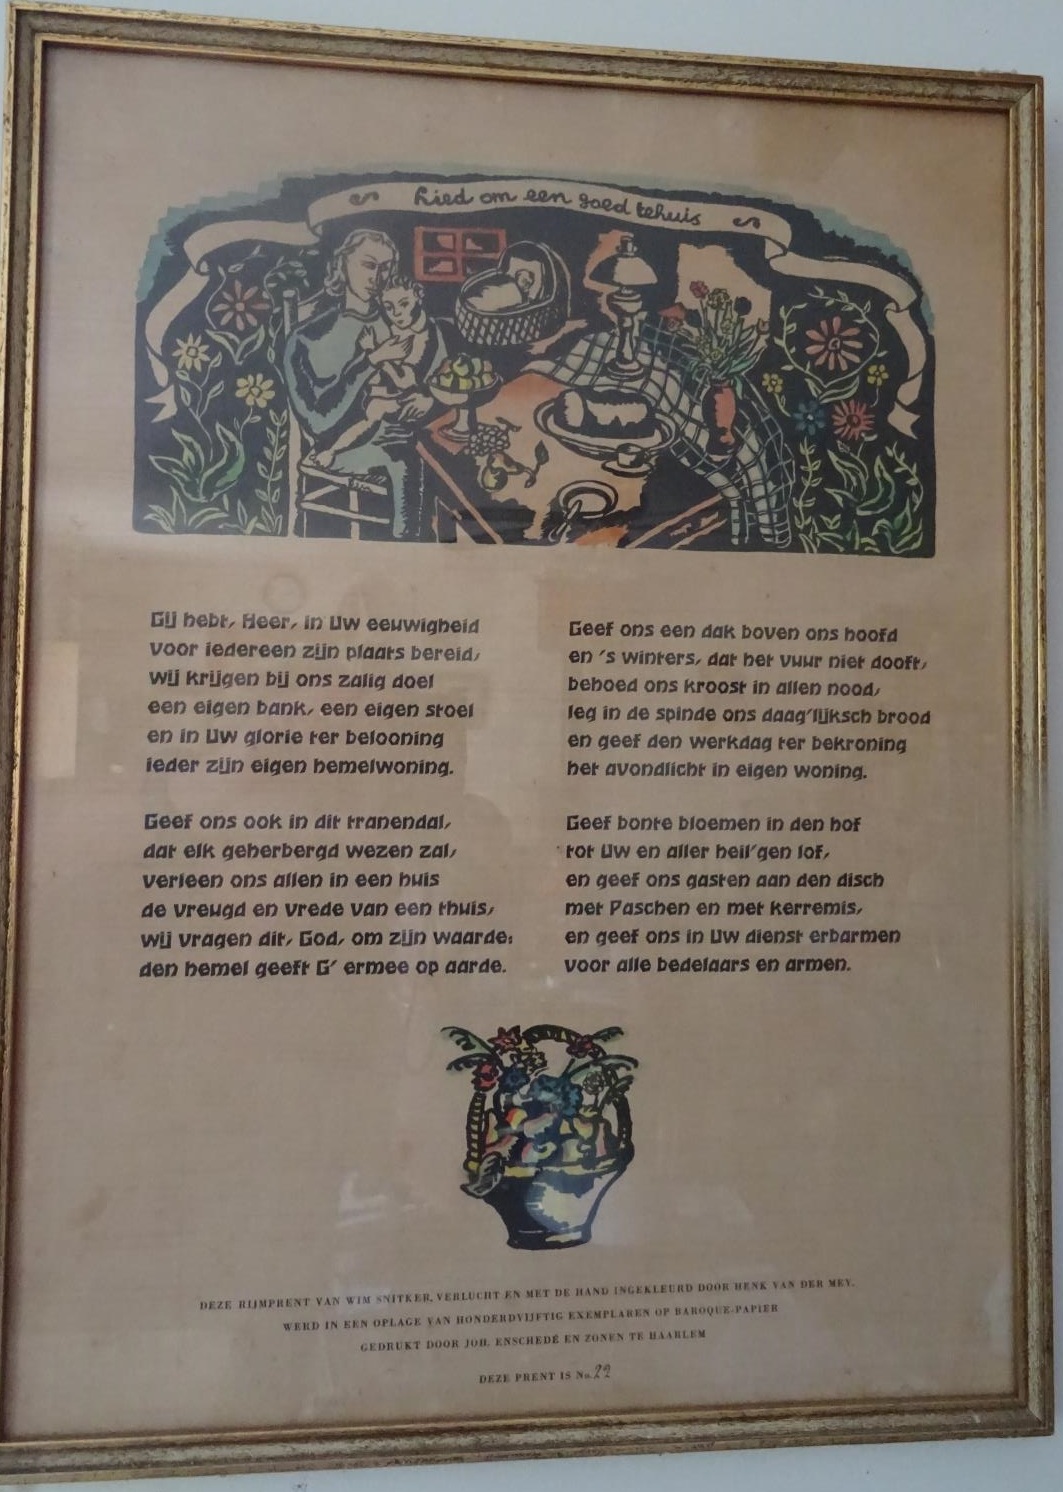 Lied om een goed tehuis
Gij hebt, Heer, in Uw eeuwigheid
voor iedereen zijn plaats bereid,
wij krijgen bij ons zalig doel
een eigen bank, een eigen stoel
en in Uw glorie ter belooning
ieder zijn eigen hemelwoning.
Geef ons ook in dit tranendal,
dat elk geherbergd wezen zal,
verleen ons allen in een huis
de vreugd en vrede van een thuis,
wij vragen dit, God, om zijn waarde:
den hemel geeft G' ermee op aarde.
Geef ons een dak boven ons hoofd
en 's winters, dat het vuur niet dooft,
behoed ons kroost in allen nood,
leg in de spinde ons daag'lijksch brood
en geef den werkdag ter bekroning
het avondlicht in eigen woning.
Geef bonte bloemen in den hof
tot Uw en aller heil'gen lof,
en geef ons gasten aan den disch
met Paschen en met kerremis,
en geef ons in Uw dienst erbarmen
voor alle bedelaars en armen.
DEZE RIJMPRENT VAN WIM SNITKER, VERLUCHT EN MET DE HAND INGEKLEURD DOOR HENK VAN DER MEY,
WERD IN EEN OPLAGE VAN HONDERDVIJFTIG EXEMPLAREN OP BAROQUE-PAPIER
GEDRUKT DOOR JOH. ENSCHEDÉ EN ZONEN TE HAARLEM
DEZE PRENT IS No. 22